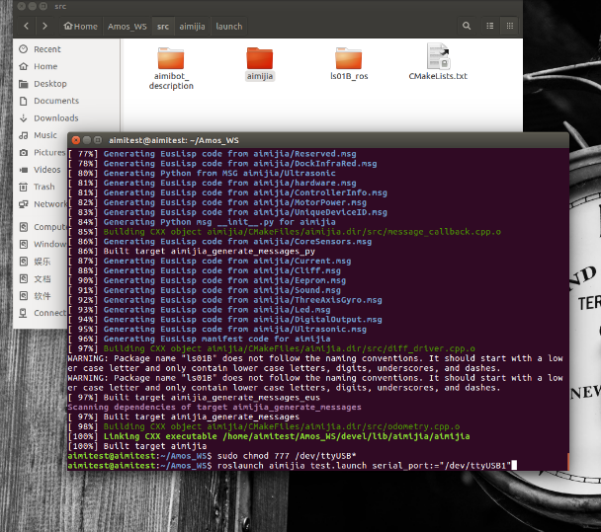 src
Home
Amos_WS
src
aimijia
launch
Recent
Home
Desktop
Documents
Downloads
Music
Pictures
Videos
Trash
Network
娱乐
文档
软件
aimibot_
description
aimijia
ls01B_ros
CMakeLists.txt
aimitest@aimitest: ~/Amos_WS
[ 77%] Generating EusLisp code from aimijia/Reserved.msg
[ 78%] Generating EusLisp code from aimijia/DockInfraRed.msg
[ 80%] Generating Python from MSG aimijia/Ultrasonic
[ 80%] Generating EusLisp code from aimijia/hardware.msg
[ 81%] Generating EusLisp code from aimijia/ControllerInfo.msg
[ 82%] Generating EusLisp code from aimijia/MotorPower.msg
[ 83%] Generating EusLisp code from aimijia/UniqueDeviceID.msg
[ 84%] Generating Python msg __init__.py for aimijia
[ 85%] Building CXX object aimijia/CMakeFiles/aimijia.dir/src/message_callback.cpp.o
[ 86%] Generating EusLisp code from aimijia/CoreSensors.msg
[ 86%] Built target aimijia_generate_messages_py
[ 87%] Generating EusLisp code from aimijia/Current.msg
[ 88%] Generating EusLisp code from aimijia/Cliff.msg
[ 90%] Generating EusLisp code from aimijia/Eeprom.msg
[ 91%] Generating EusLisp code from aimijia/Sound.msg
[ 92%] Generating EusLisp code from aimijia/ThreeAxisGyro.msg
[ 93%] Generating EusLisp code from aimijia/Led.msg
[ 94%] Generating EusLisp code from aimijia/DigitalOutput.msg
[ 95%] Generating EusLisp code from aimijia/Ultrasonic.msg
[ 96%] Generating EusLisp manifest code for aimijia
[ 97%] Building CXX object aimijia/CMakeFiles/aimijia.dir/src/diff_driver.cpp.o
WARNING: Package name "ls01B" does not follow the naming conventions. It should start with a low
er case letter and only contain lower case letters, digits, underscores, and dashes.
WARNING: Package name "ls01B" does not follow the naming conventions. It should start with a low
er case letter and only contain lower case letters, digits, underscores, and dashes.
[ 97%] Built target aimijia_generate_messages_eus
Scanning dependencies of target aimijia_generate_messages
[ 97%] Built target aimijia_generate_messages
[ 98%] Building CXX object aimijia/CMakeFiles/aimijia.dir/src/odometry.cpp.o
[100%] Linking CXX executable /home/aimitest/Amos_WS/devel/lib/aimijia/aimijia
[100%] Built target aimijia
aimitest@aimitest:~/Amos_WS$ sudo chmod 777 /dev/ttyUSB*
aimitest@aimitest:~/Amos_WS$ roslaunch aimijia test.launch serial_port:="/dev/ttyUSB1"